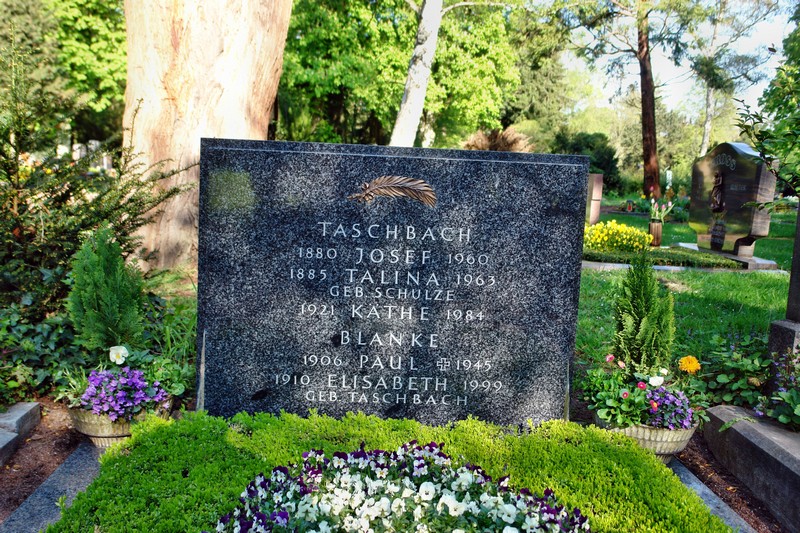 TASCHBACH
1880 JOSEF 1960
1885 TALINA 1963
GEB. SCHULZE
1921 KÄTHE 1984
BLANKE
1906 PAUL ✠ 1945
1910 ELISABETH 1999
GEB. TASCHBACH